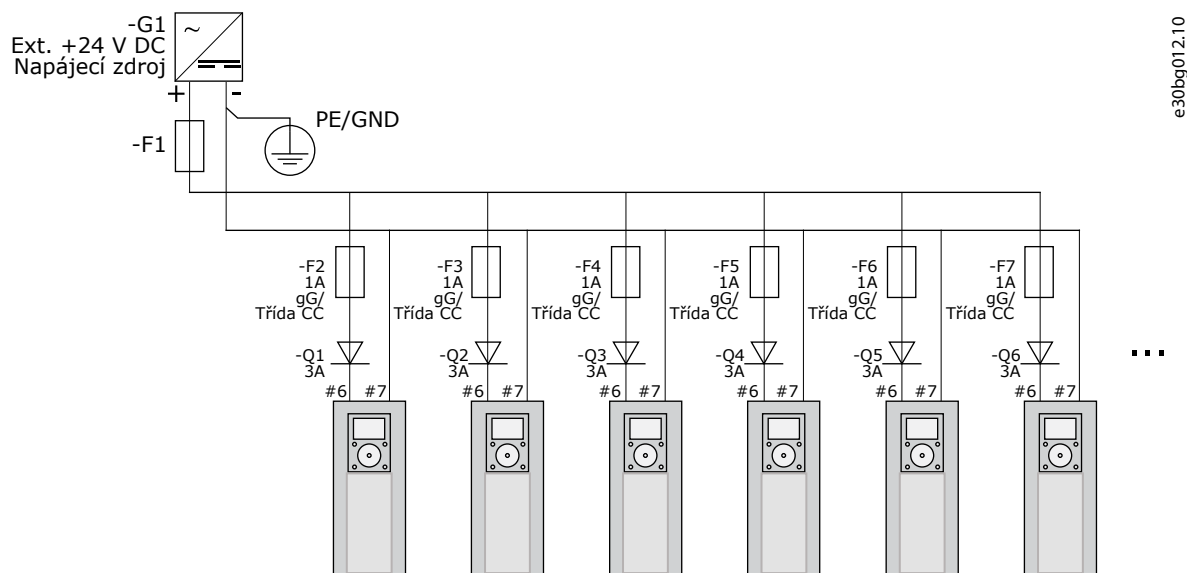 -G1
Ext. +24 V DC
Napájecí zdroj
+ -
PE/GND
-F1
e30bg012.10
-F2
1A
gG/
Třída CC
-F3
1A
gG/
Třída CC
-F4
1A
gG/
Třída CC
-F5
1A
gG/
Třída CC
-F6
1A
gG/
Třída CC
-F7
1A
gG/
Třída CC
-Q1
3A
-Q2
3A
-Q3
3A
-Q4
3A
-Q5
3A
-Q6
3A
...
#6 #7
#6 #7
#6 #7
#6 #7
#6 #7
#6 #7